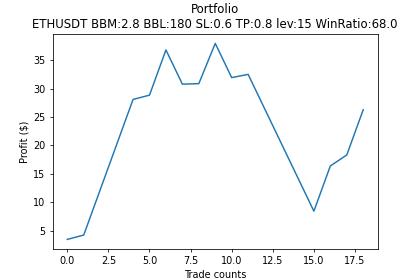 Portfolio
ETHUSDT BBM:2.8 BBL:180 SL:0.6 TP:0.8 lev:15 WinRatio:68.0
Profit ($)
35
30
25
20
15
10
5
0.0 2.5 5.0 7.5 10.0 12.5 15.0 17.5
Trade counts